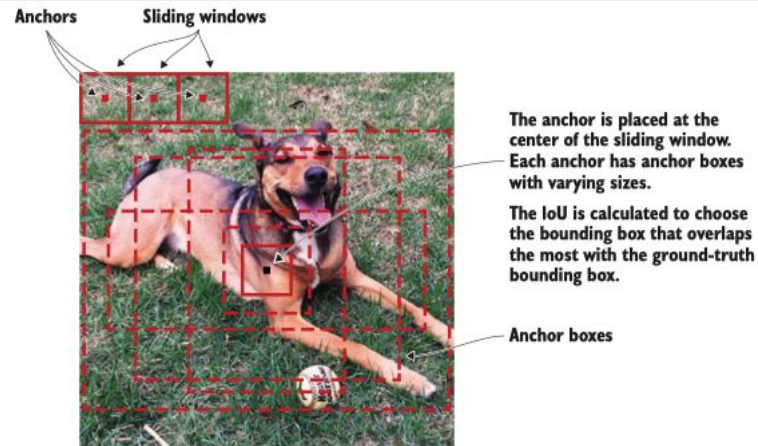 Anchors
Sliding windows
The anchor is placed at the
center of the sliding window.
Each anchor has anchor boxes
with varying sizes.
The IoU is calculated to choose
the bounding box that overlaps
the most with the ground-truth
bounding box.
Anchor boxes